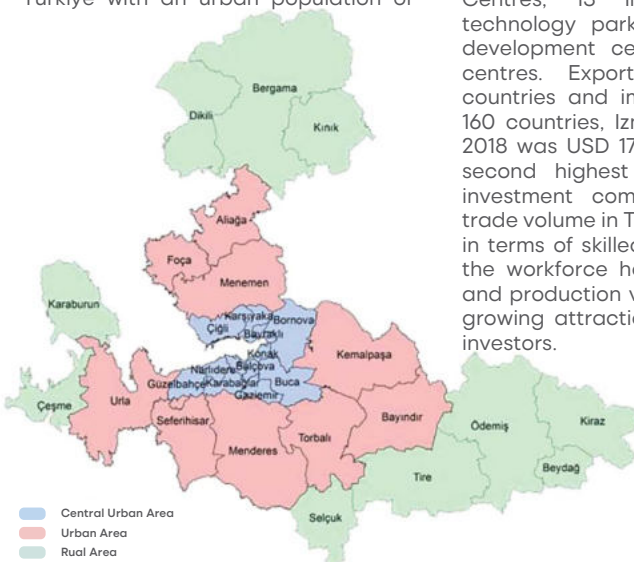 Türkiye with an urban population of
technology park
development ce
centres. Export
countries and in
160 countries, Izn
2018 was USD 17
second highest
investment com
trade volume in T
in terms of skilled
the workforce ha
and production v
growing attractio
investors.
Bergama
Dikili
Kınık
Aliağa
Foça
Menemen
Karaburun
Karşıyaka
Bornova
Çiğli
Bayraklı
Konak
Kemalpaşa
Narlıdere
Balçova
Çeşme
Urla
Güzelbahçe
Karabağlar
Buca
Gaziemir
Seferihisar
Bayındır
Ödemiş
Kiraz
Menderes
Torbalı
Beydağ
Tire
Selçuk
Central Urban Area
Urban Area
Rual Area